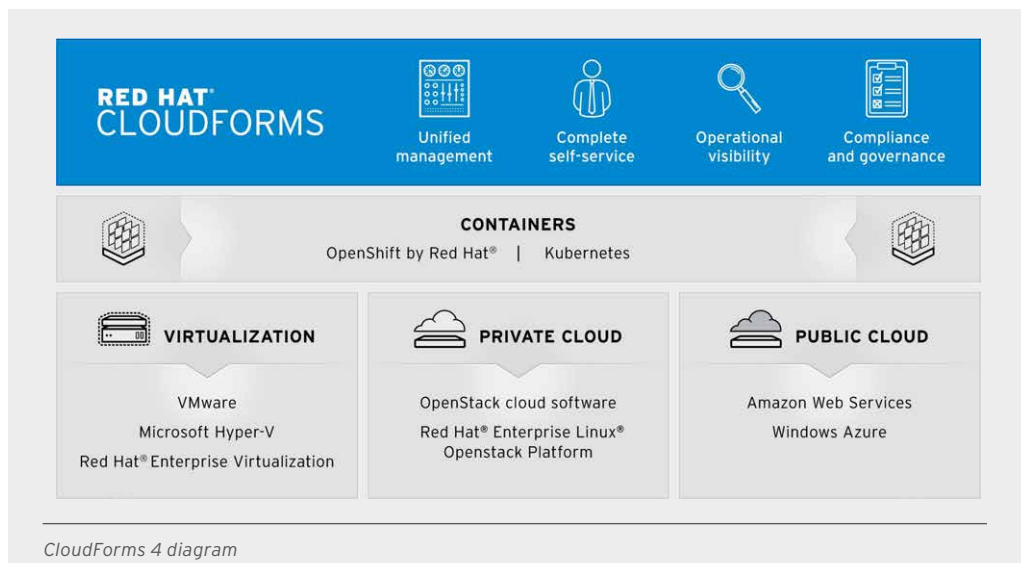 RED HAT®
CLOUDFORMS
Unified
management
Complete
self-service
Operational
visibility
Compliance
and governance
CONTAINERS
OpenShift by Red Hat® | Kubernetes
VIRTUALIZATION
VMware
Microsoft Hyper-V
Red Hat® Enterprise Virtualization
PRIVATE CLOUD
OpenStack cloud software
Red Hat® Enterprise Linux®
Openstack Platform
PUBLIC CLOUD
Amazon Web Services
Windows Azure
CloudForms 4 diagram